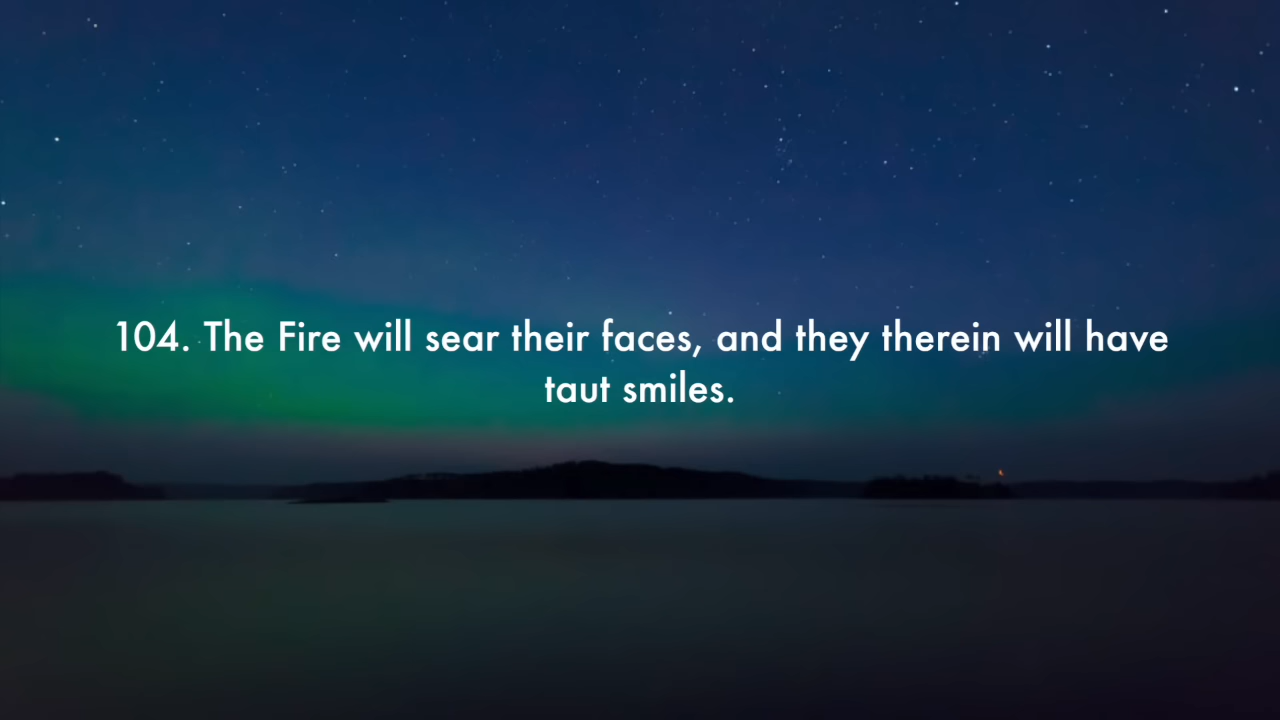 104. The Fire will sear their faces, and they therein will have
taut smiles.